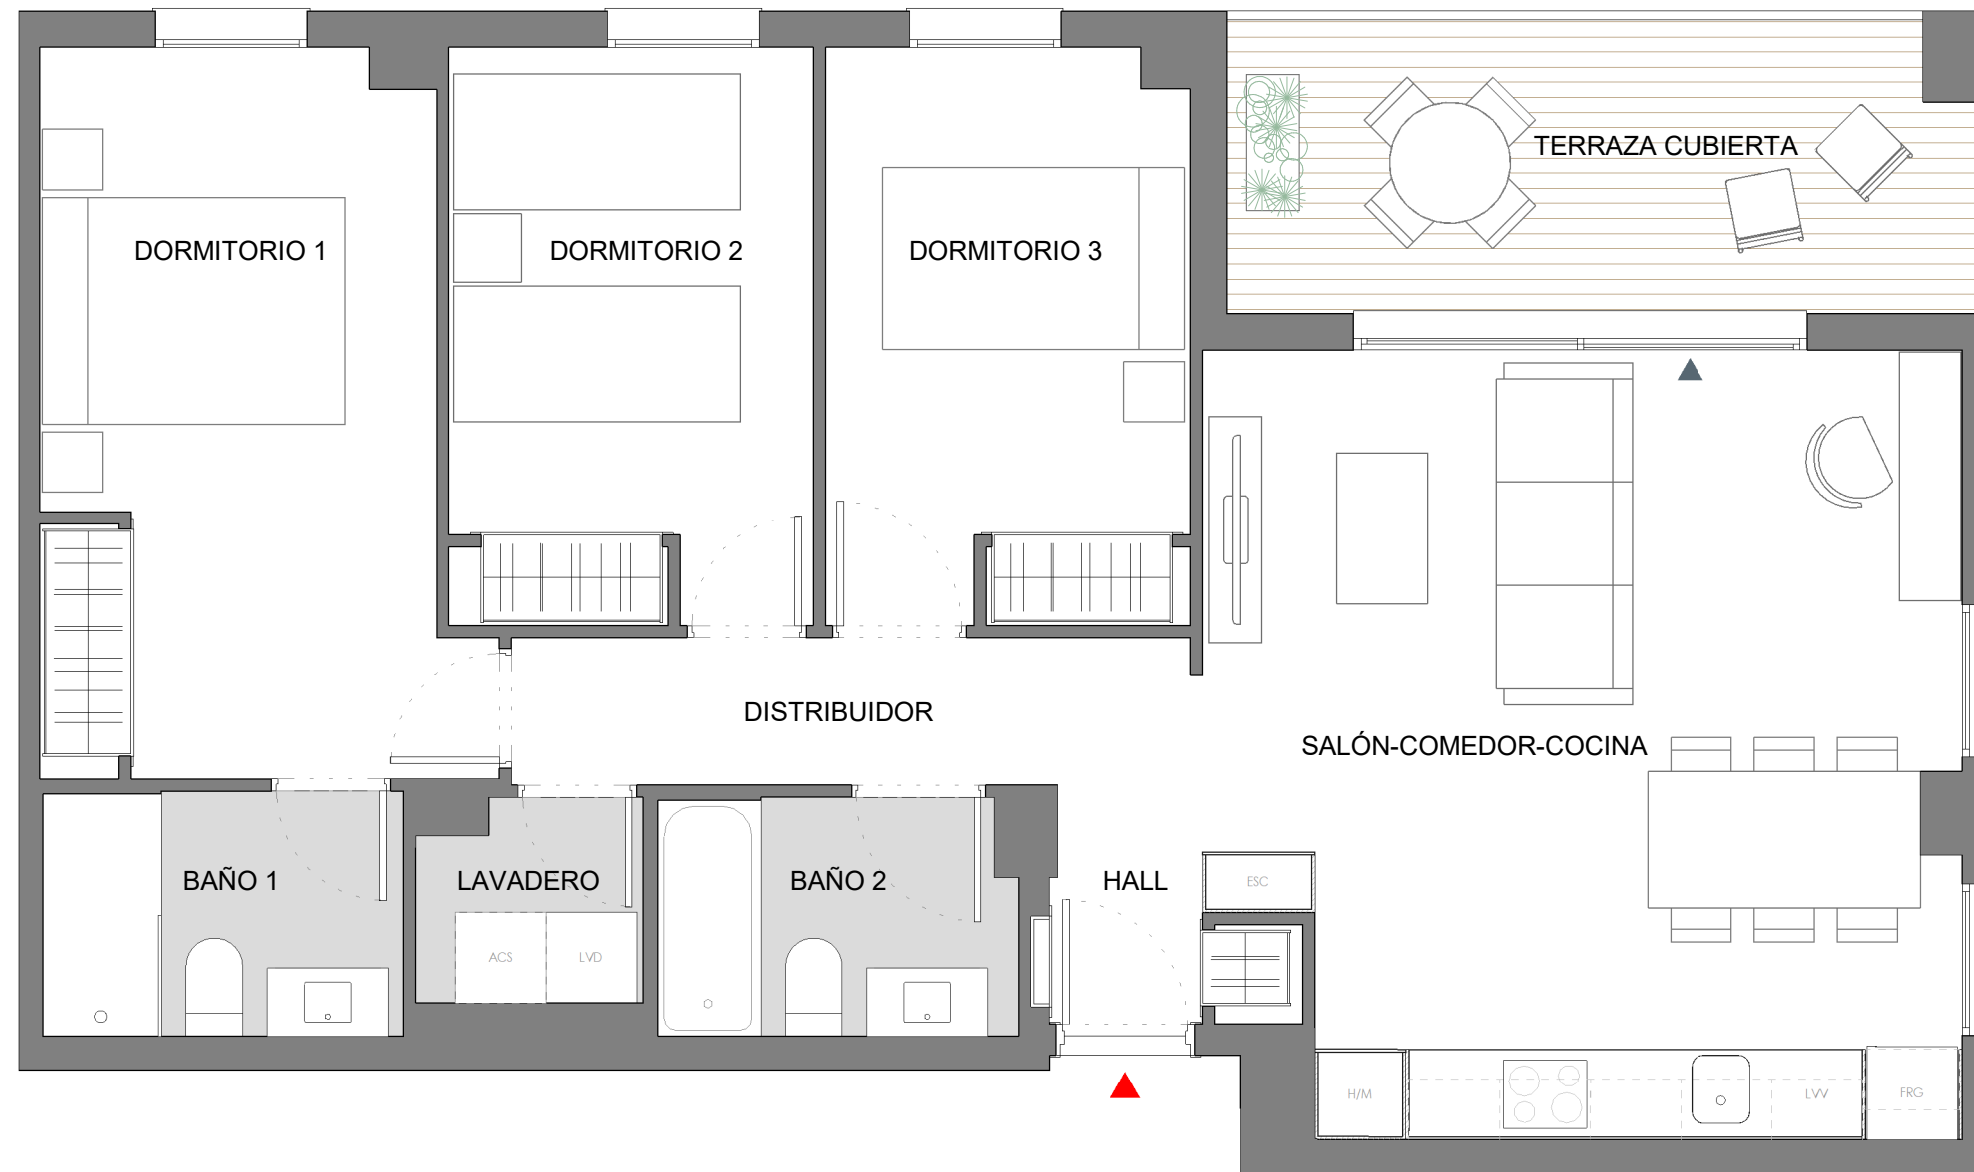 TERRAZA CUBIERTA
DORMITORIO 1
DORMITORIO 2
DORMITORIO 3
DISTRIBUIDOR
SALÓN-COMEDOR-COCINA
BAÑO 1
LAVADERO
BAÑO 2
HALL
ESC
ACS
LVD
H/M
LVV
FRG